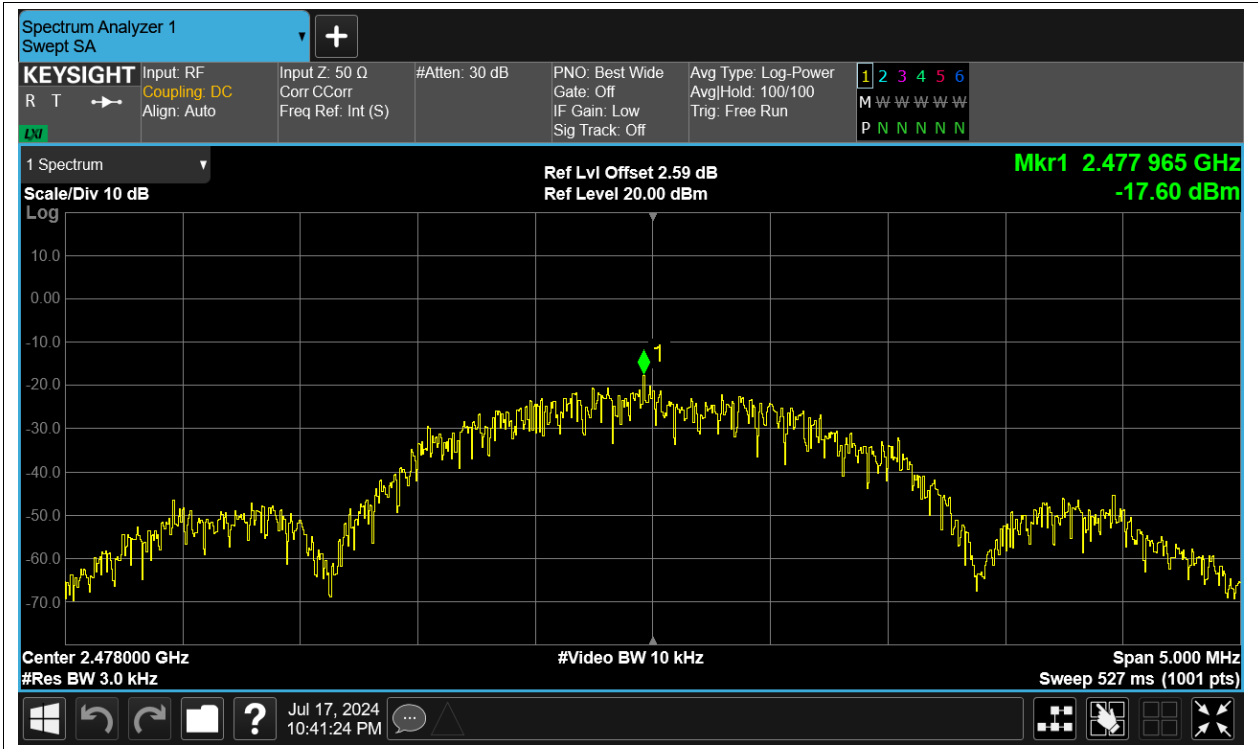 Spectrum Analyzer 1
Swept SA
KEYSIGHT
R T
LXI
Input: RF
Coupling: DC
Align: Auto
Input Z: 50 Ω
Corr CCorr
Freq Ref: Int (S)
#Atten: 30 dB
PNO: Best Wide
Gate: Off
IF Gain: Low
Sig Track: Off
Avg Type: Log-Power
Avg|Hold: 100/100
Trig: Free Run
1 2 3 4 5 6
M W W W W W
P N N N N N
1 Spectrum
Scale/Div 10 dB
Log
Ref Lvl Offset 2.59 dB
Ref Level 20.00 dBm
Mkr1 2.477 965 GHz
-17.60 dBm
10.0
0.00
-10.0
1
-20.0
-30.0
-40.0
-50.0
-60.0
-70.0
Center 2.478000 GHz
#Video BW 10 kHz
Span 5.000 MHz
#Res BW 3.0 kHz
Sweep 527 ms (1001 pts)
?
Jul 17, 2024
10:41:24 PM